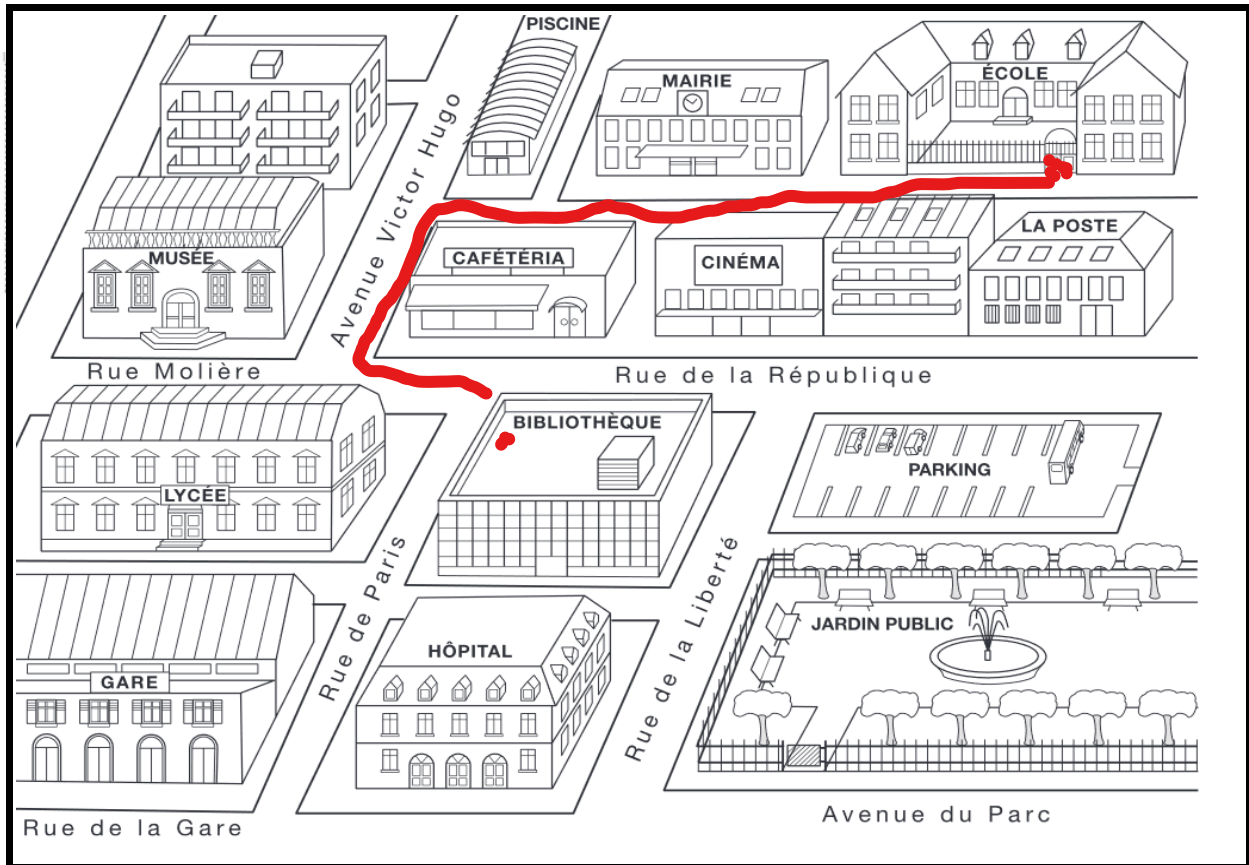 PISCINE
MAIRIE
ÉCOLE
Avenue Victor Hugo
MUSÉE
CAFÉTÉRIA
CINÉMA
LA POSTE
Rue Molière
Rue de la République
BIBLIOTHÈQUE
LYCÉE
PARKING
Rue de Paris
Rue de la Liberté
JARDIN PUBLIC
HÔPITAL
GARE
Avenue du Parc
Rue de la Gare